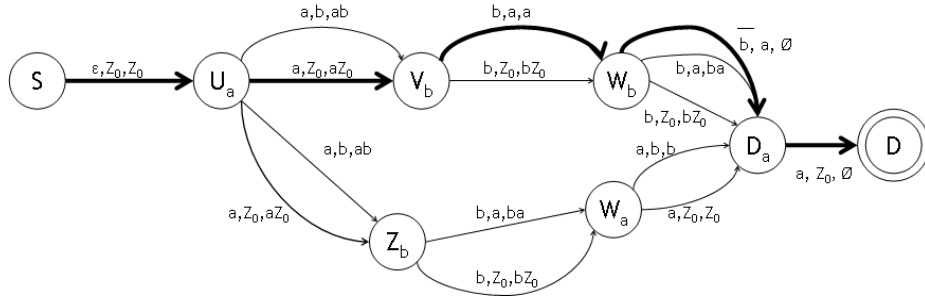 a,b,ab
b,a,a
b, a, Ø
S
ε,Z₀,Z₀
Uₐ
a,Z₀,aZ₀
V_b
b,Z₀,bZ₀
W_b
b,a,ba
b,Z₀,bZ₀
a,b,ab
a,b,b
Dₐ
a, Z₀, Ø
D
a,Z₀,aZ₀
Z_b
b,a,ba
Wₐ
a,Z₀,Z₀
b,Z₀,bZ₀